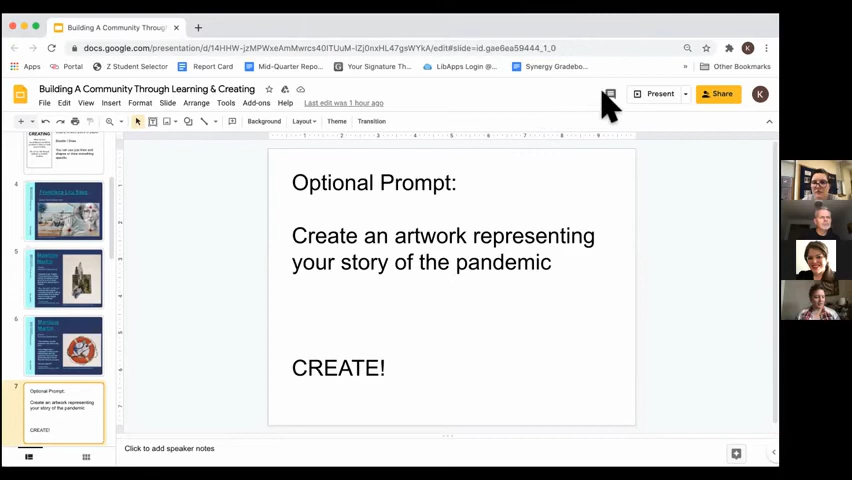 Building A Community Through
docs.google.com/presentation/d/14HHW-jzMPWxeAmMwrcs40lTUuM-lZj0nxHL47gsWYkA/edit#slide=id.gae6ea59444_1_0
Apps
Portal
Z Student Selector
Report Card
Mid-Quarter Repo...
Your Signature Th...
LibApps Login @...
Synergy Gradebo...
»
Other Bookmarks
Building A Community Through Learning & Creating
File Edit View Insert Format Slide Arrange Tools Add-ons Help Last edit was 1 hour ago
Present
Share
K
Background Layout Theme Transition
Optional Prompt:
Create an artwork representing
your story of the pandemic
CREATE!
CREATING
4
5
6
7
Optional Prompt:
Create an artwork representing
your story of the pandemic
CREATE!
Click to add speaker notes